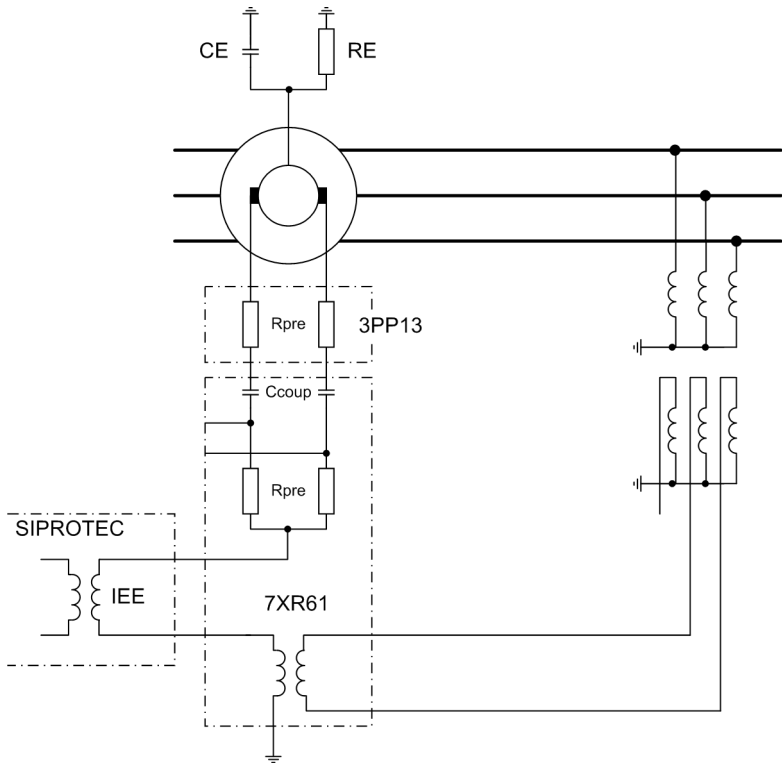 CE
RE
Rpre
3PP13
Ccoup
Rpre
SIPROTEC
IEE
7XR61